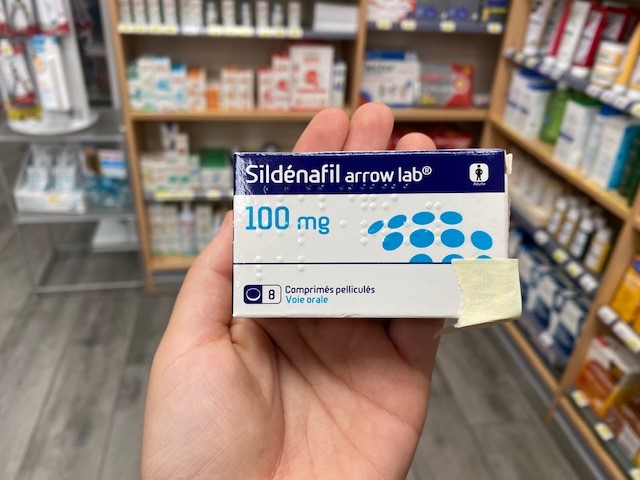 Sildénafil arrow lab®
Adulte
100 mg
8 Comprimés pelliculés
Voie orale